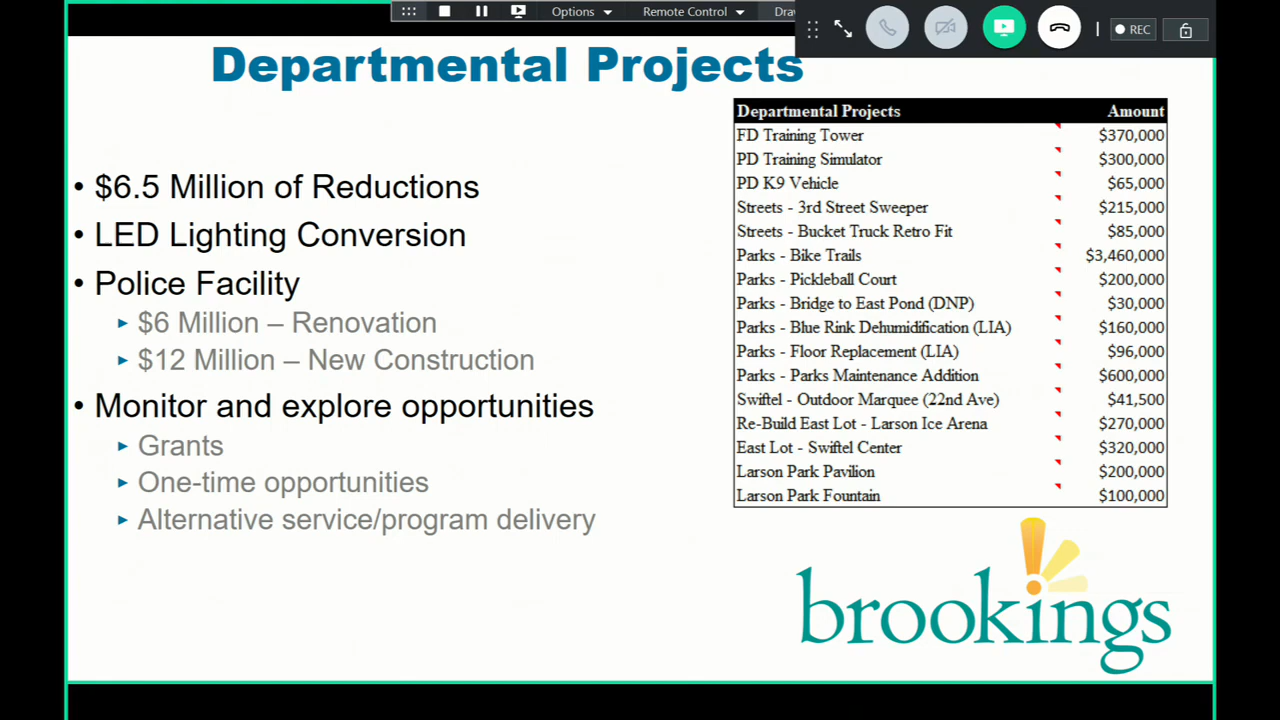 Options
Remote Control
REC
Departmental Projects
• $6.5 Million of Reductions
• LED Lighting Conversion
• Police Facility
$6 Million – Renovation
$12 Million – New Construction
• Monitor and explore opportunities
Grants
One-time opportunities
Alternative service/program delivery
Departmental Projects Amount
FD Training Tower $370,000
PD Training Simulator $300,000
PD K9 Vehicle $65,000
Streets - 3rd Street Sweeper $215,000
Streets - Bucket Truck Retro Fit $85,000
Parks - Bike Trails $3,460,000
Parks - Pickleball Court $200,000
Parks - Bridge to East Pond (DNP) $30,000
Parks - Blue Rink Dehumidification (LIA) $160,000
Parks - Floor Replacement (LIA) $96,000
Parks - Parks Maintenance Addition $600,000
Swiftel - Outdoor Marquee (22nd Ave) $41,500
Re-Build East Lot - Larson Ice Arena $270,000
East Lot - Swiftel Center $320,000
Larson Park Pavilion $200,000
Larson Park Fountain $100,000
brookings